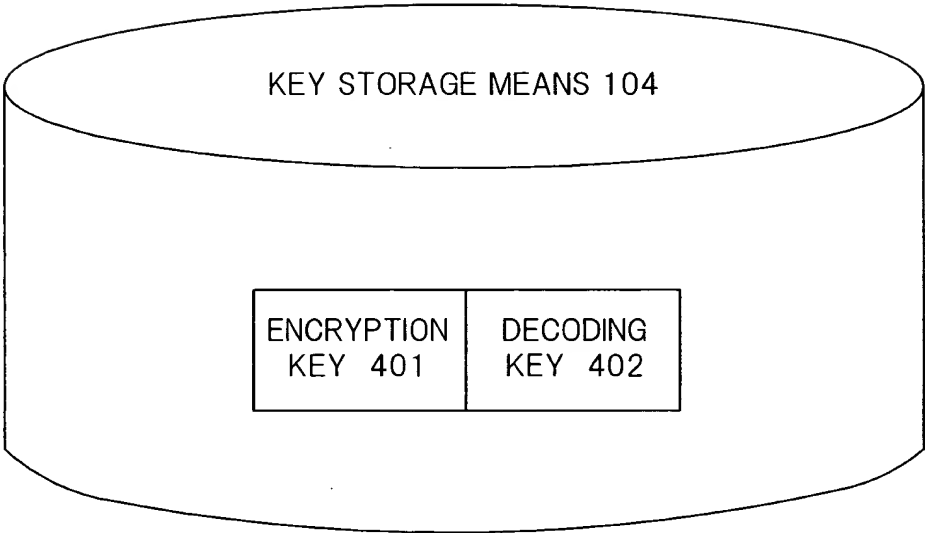 KEY STORAGE MEANS 104
ENCRYPTION
KEY 401
DECODING
KEY 402